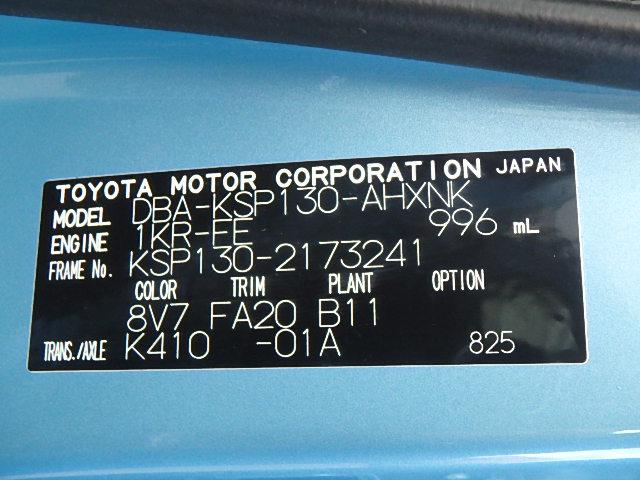 TOYOTA MOTOR CORPORATION JAPAN
MODEL DBA-KSP130-AHXNK
ENGINE 1KR-FE 996 mL
FRAME No. KSP130-2173241
COLOR TRIM PLANT OPTION
8V7 FA20 B11
TRANS./AXLE K410 -01A 825